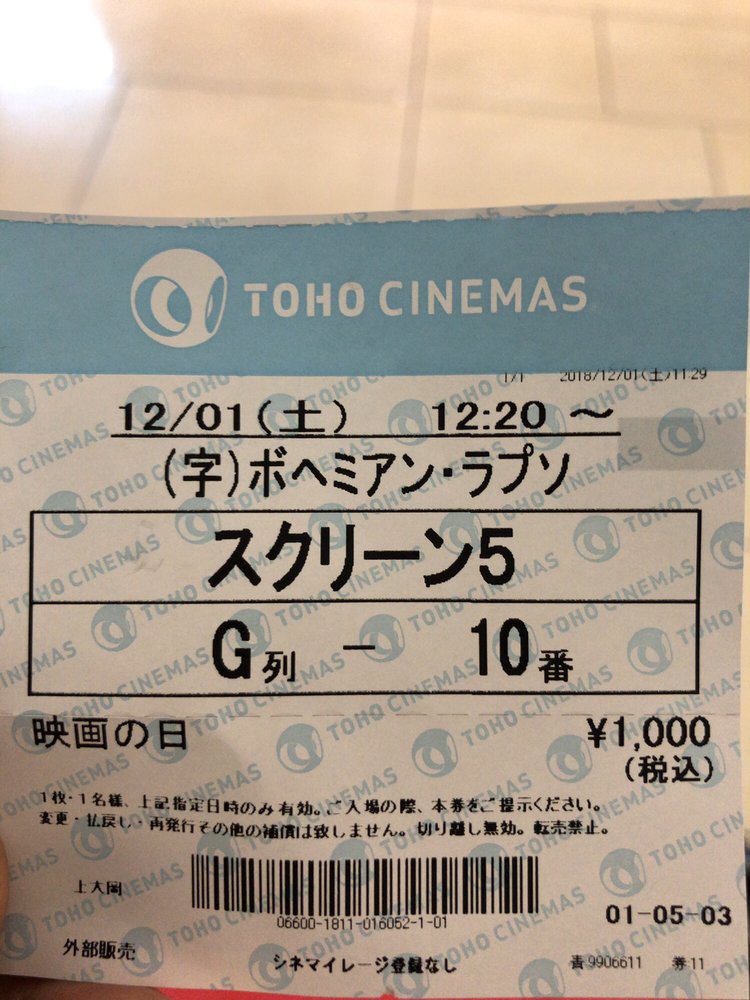 TOHO CINEMAS
1/1 2018/12/01(土)11:29
12/01(土) 12:20 ～
(字)ボヘミアン・ラプソ
スクリーン5
G列 － 10番
映画の日 ¥1,000
(税込)
1枚・1名様、上記指定日時のみ有効。ご入場の際、本券をご提示ください。
変更・払戻し・再発行その他の補償は致しません。切り離し無効。転売禁止。
上大岡
06600-1811-016052-1-01
01-05-03
外部販売 シネマイレージ登録なし 9906611 券11